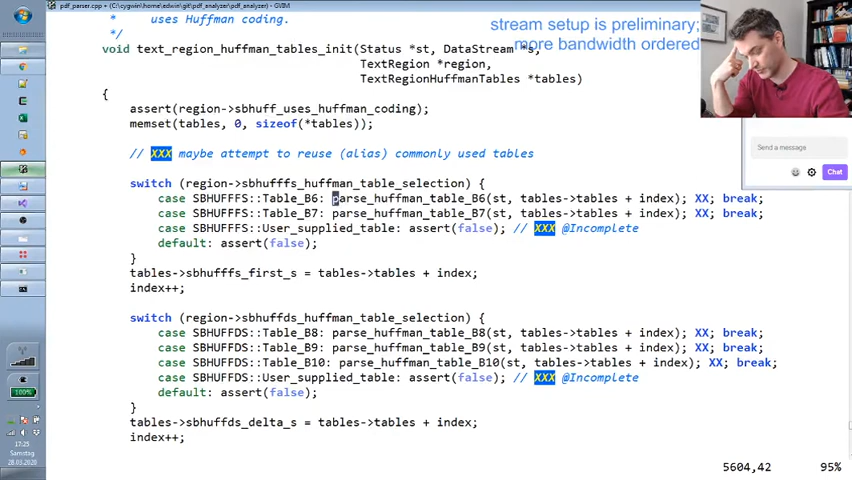 pdf_parser.cpp + (C:\cygwin\home\edwin\git\pdf_analyzer\pdf_analyzer) - GVIM
* uses Huffman coding.
stream setup is preliminary;
more bandwidth ordered
*/
void text_region_huffman_tables_init(Status *st, DataStream *s,
TextRegion *region,
TextRegionHuffmanTables *tables)
{
assert(region->sbhuff_uses_huffman_coding);
memset(tables, 0, sizeof(*tables));
// XXX maybe attempt to reuse (alias) commonly used tables
switch (region->sbhufffs_huffman_table_selection) {
case SBHUFFFS::Table_B6: parse_huffman_table_B6(st, tables->tables + index); XX; break;
case SBHUFFFS::Table_B7: parse_huffman_table_B7(st, tables->tables + index); XX; break;
case SBHUFFFS::User_supplied_table: assert(false); // XXX @Incomplete
default: assert(false);
}
tables->sbhufffs_first_s = tables->tables + index;
index++;
switch (region->sbhuffds_huffman_table_selection) {
case SBHUFFDS::Table_B8: parse_huffman_table_B8(st, tables->tables + index); XX; break;
case SBHUFFDS::Table_B9: parse_huffman_table_B9(st, tables->tables + index); XX; break;
case SBHUFFDS::Table_B10: parse_huffman_table_B10(st, tables->tables + index); XX; break;
case SBHUFFDS::User_supplied_table: assert(false); // XXX @Incomplete
default: assert(false);
}
tables->sbhuffds_delta_s = tables->tables + index;
index++;
5604,42 95%
Send a message
Chat
100%
17:25
Samstag
28.03.2020